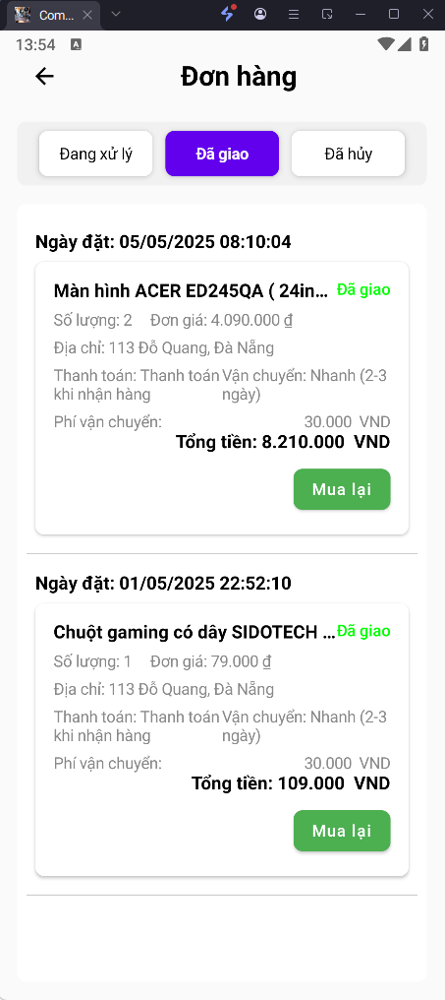 Com...
13:54 A
Đơn hàng
Đang xử lý
Đã giao
Đã hủy
Ngày đặt: 05/05/2025 08:10:04
Màn hình ACER ED245QA ( 24in... Đã giao
Số lượng: 2 Đơn giá: 4.090.000 ₫
Địa chỉ: 113 Đỗ Quang, Đà Nẵng
Thanh toán: Thanh toán
khi nhận hàng
Vận chuyển: Nhanh (2-3
ngày)
Phí vận chuyển: 30.000 VND
Tổng tiền: 8.210.000 VND
Mua lại
Ngày đặt: 01/05/2025 22:52:10
Chuột gaming có dây SIDOTECH ... Đã giao
Số lượng: 1 Đơn giá: 79.000 ₫
Địa chỉ: 113 Đỗ Quang, Đà Nẵng
Thanh toán: Thanh toán
khi nhận hàng
Vận chuyển: Nhanh (2-3
ngày)
Phí vận chuyển: 30.000 VND
Tổng tiền: 109.000 VND
Mua lại